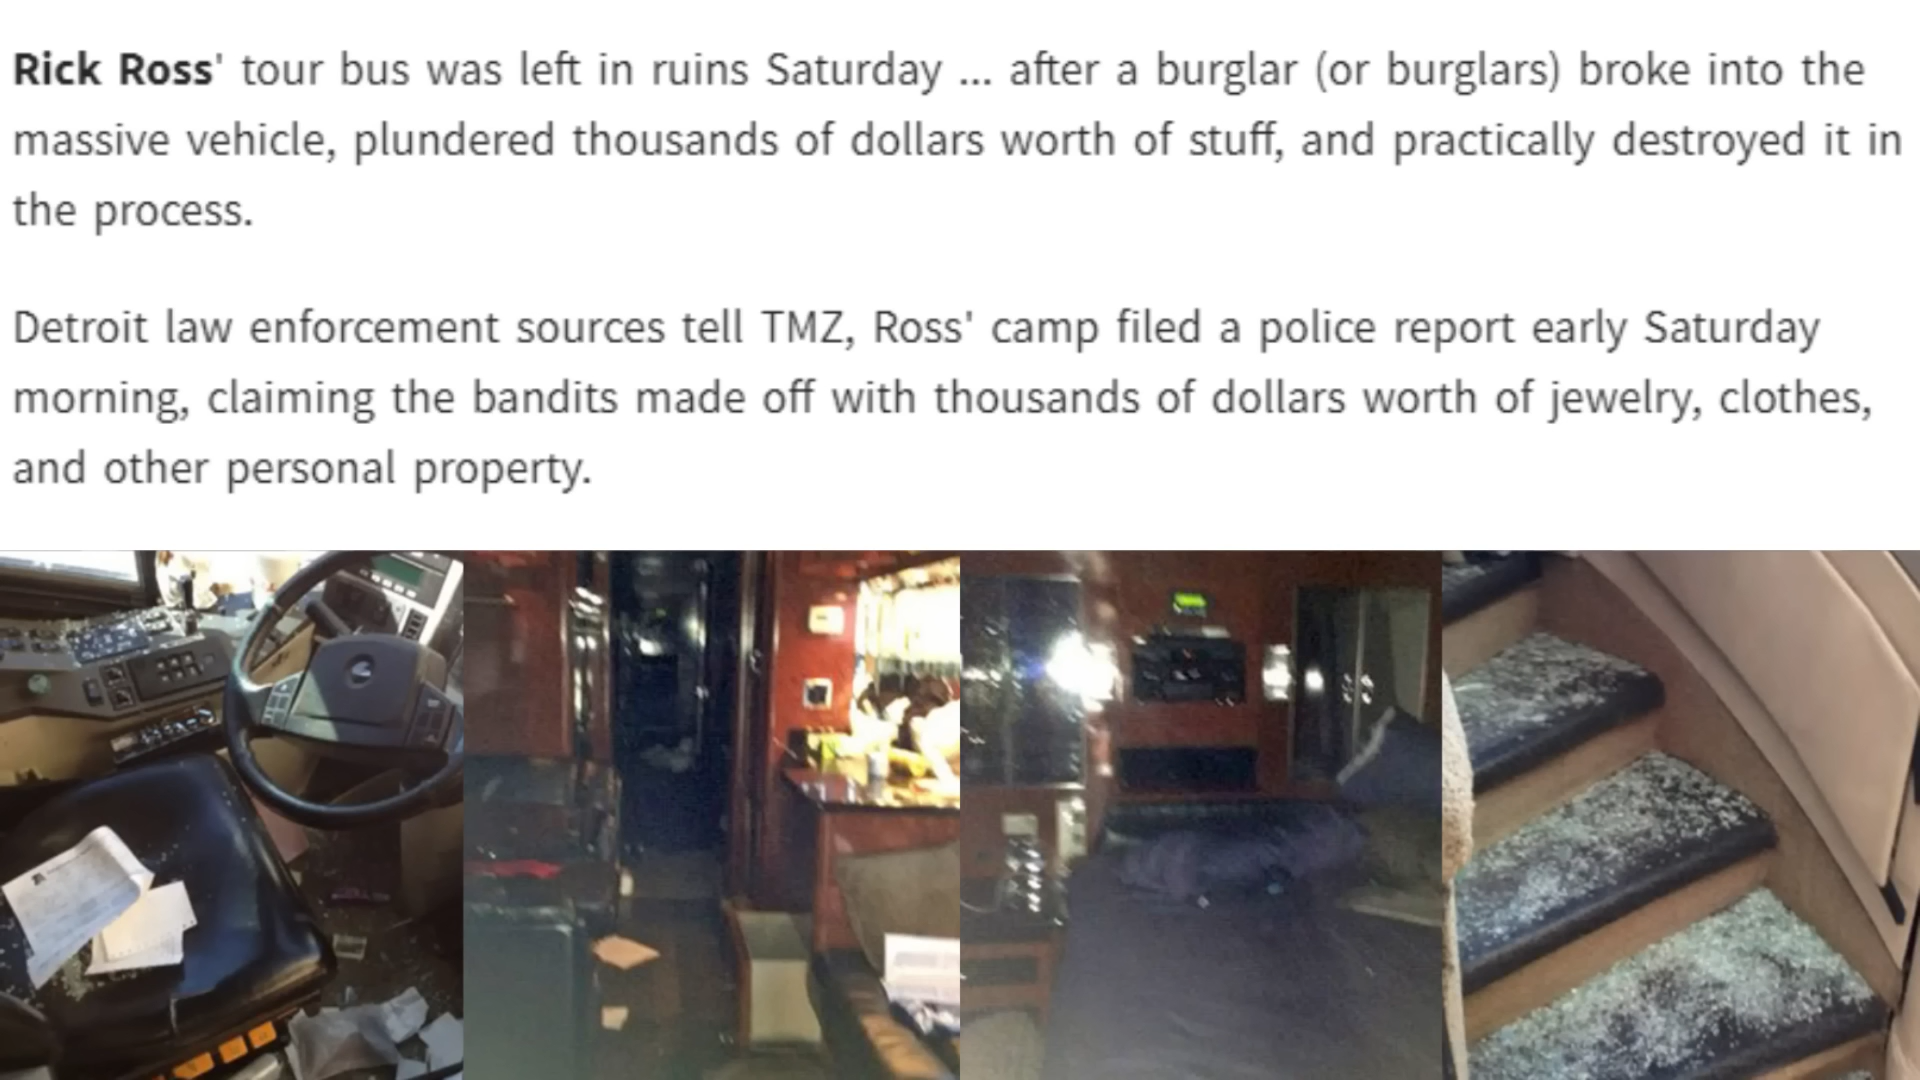 Rick Ross' tour bus was left in ruins Saturday ... after a burglar (or burglars) broke into the
massive vehicle, plundered thousands of dollars worth of stuff, and practically destroyed it in
the process.
Detroit law enforcement sources tell TMZ, Ross' camp filed a police report early Saturday
morning, claiming the bandits made off with thousands of dollars worth of jewelry, clothes,
and other personal property.